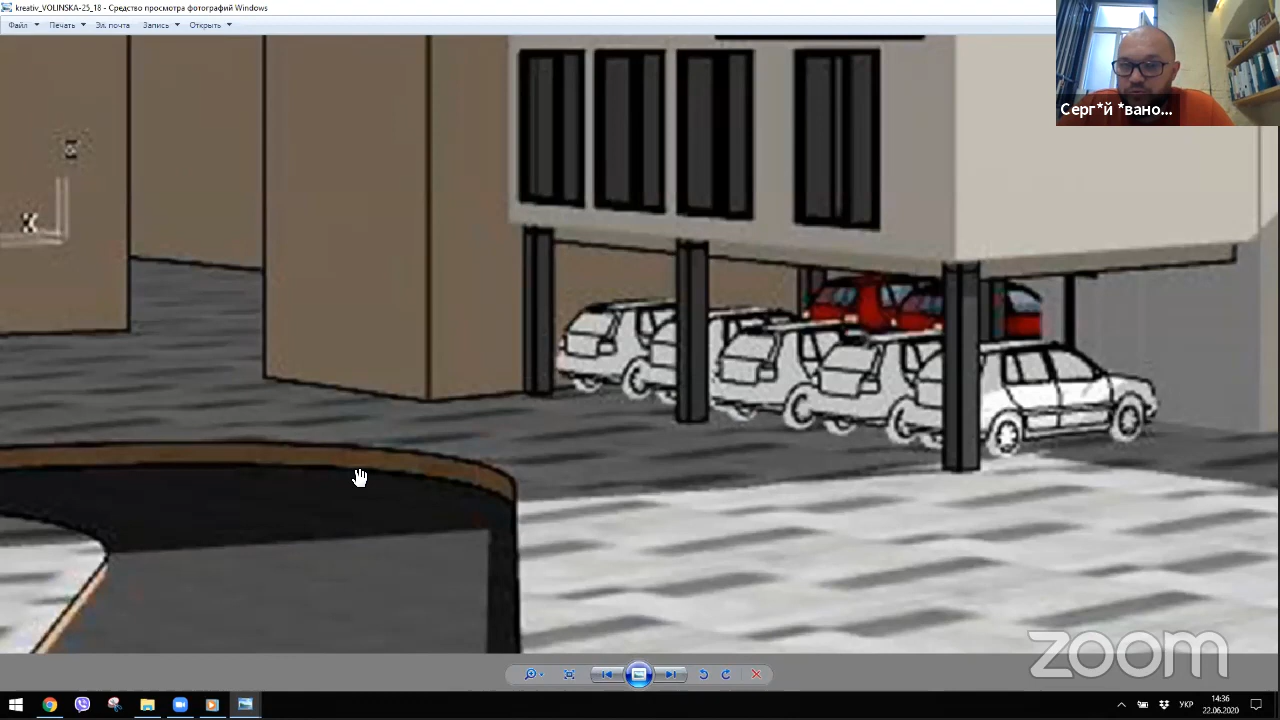 kreativ_VOLINSKA-25_18 - Средство просмотра фотографий Windows
Файл Печать Эл. почта Запись Открыть
Серг*й *вано...
zoom
14:36
УКР
22.06.2020